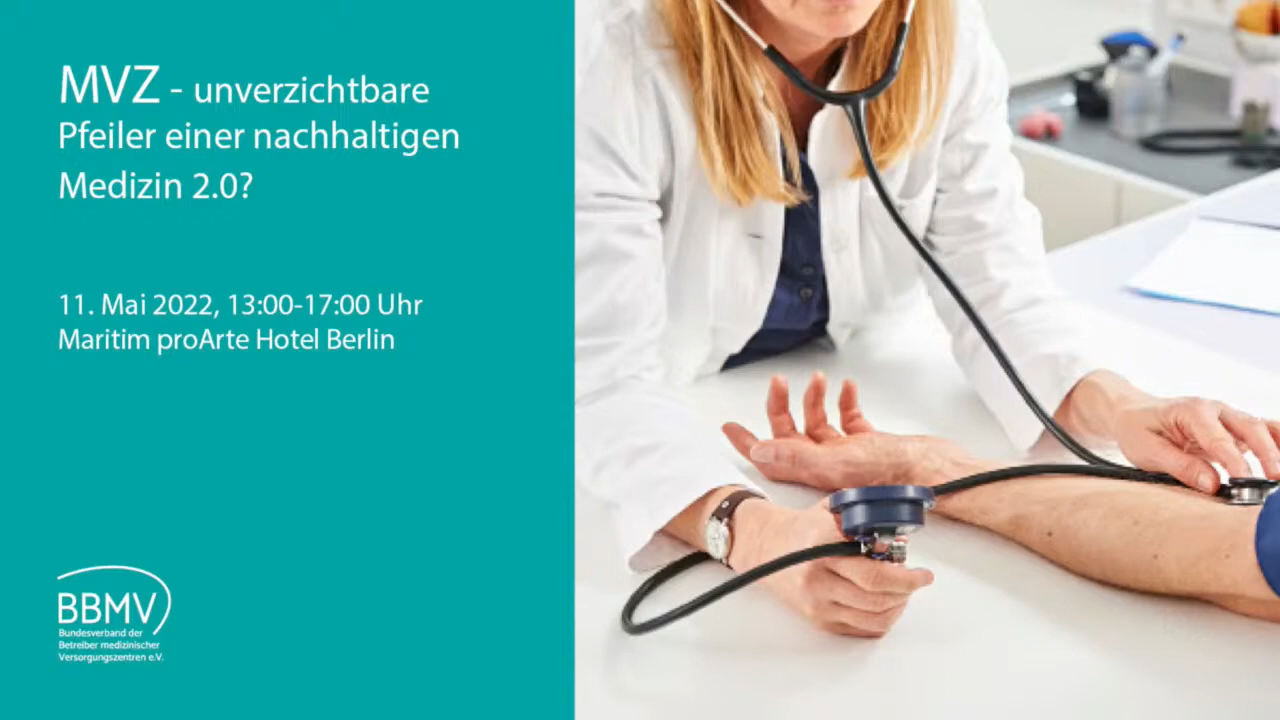 MVZ - unverzichtbare
Pfeiler einer nachhaltigen
Medizin 2.0?
11. Mai 2022, 13:00-17:00 Uhr
Maritim proArte Hotel Berlin
BBMV
Bundesverband der
Betreiber medizinischer
Versorgungszentren e.V.